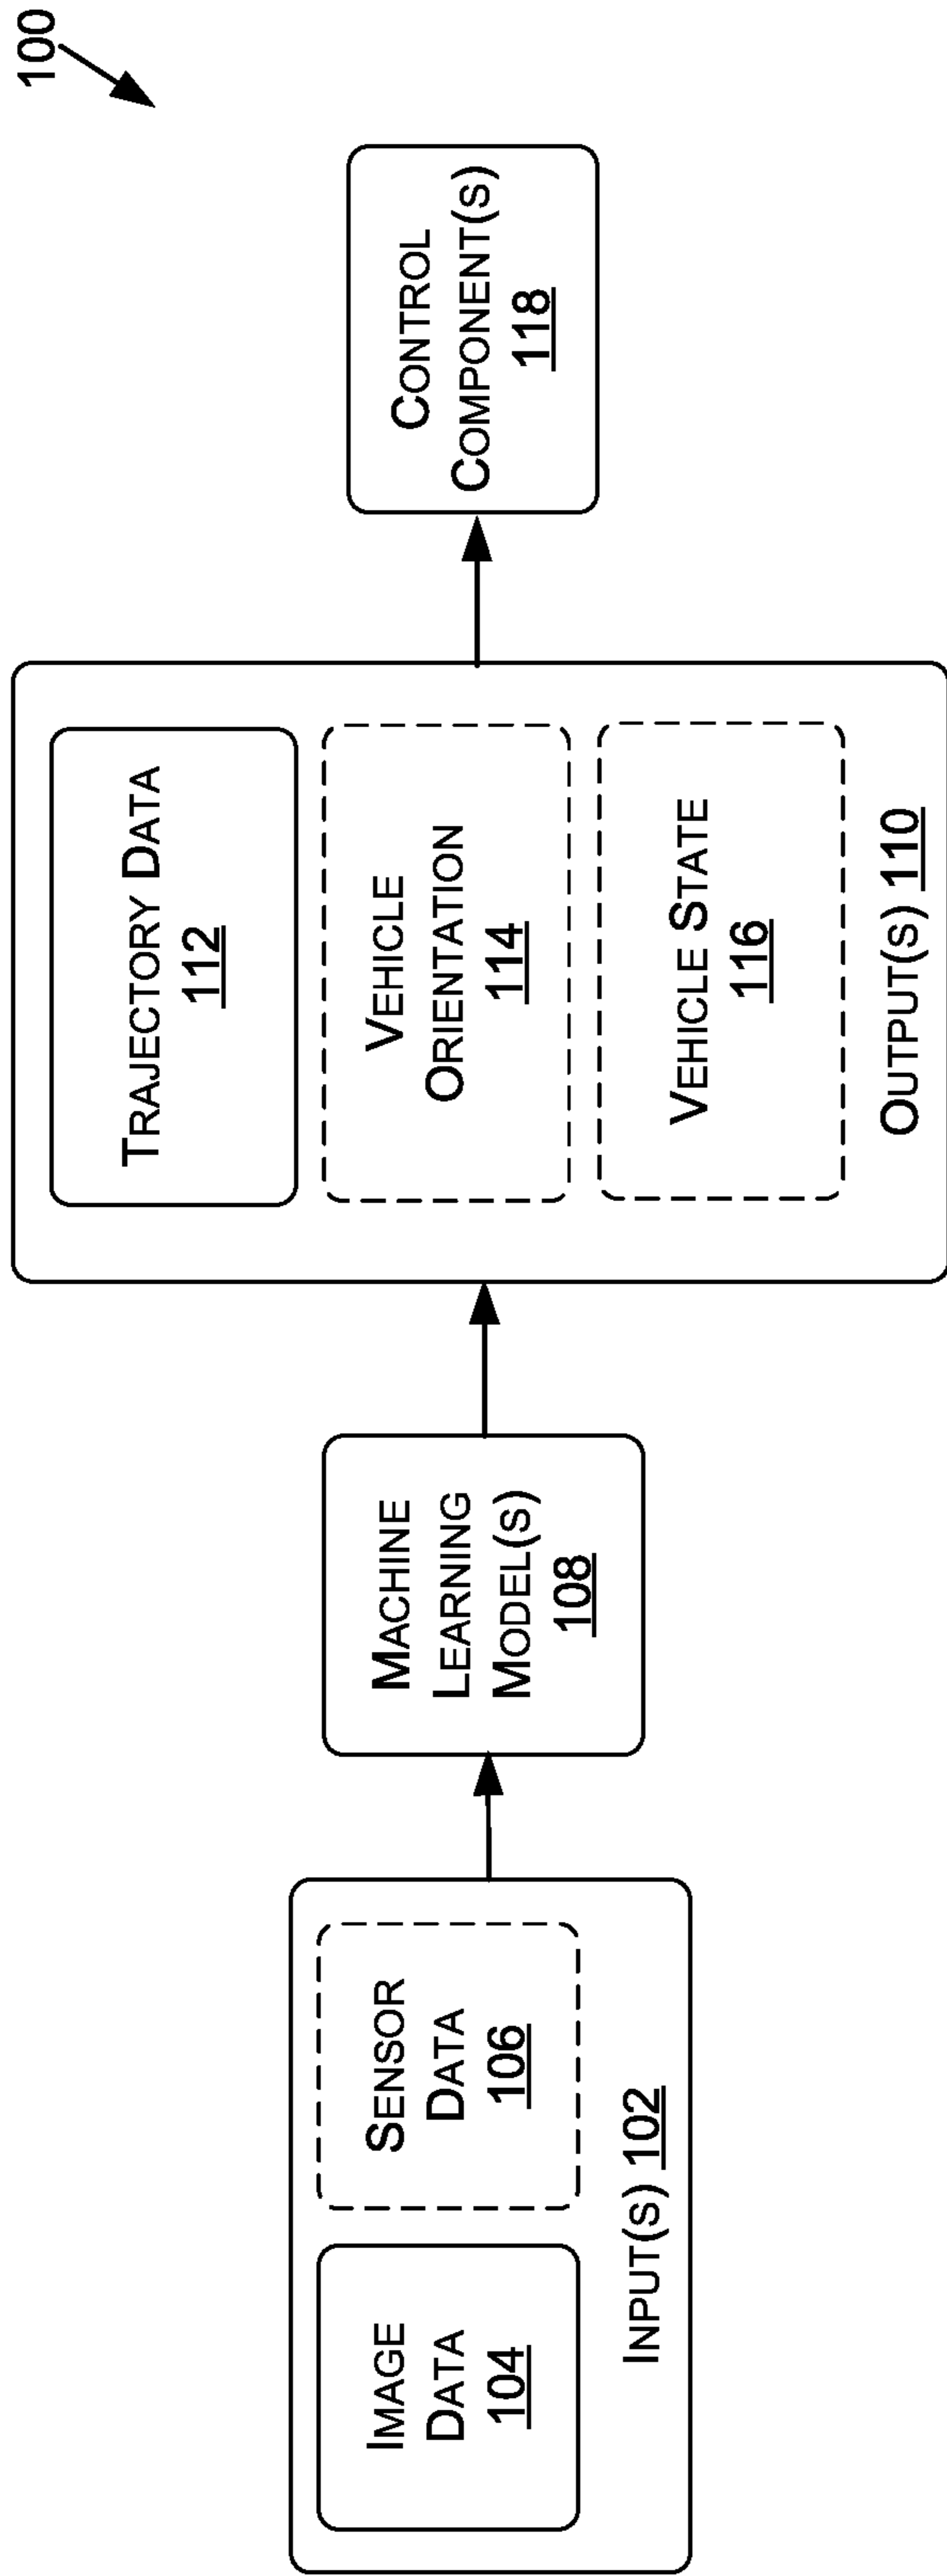 100
IMAGE
DATA
104
SENSOR
DATA
106
INPUT(S) 102
MACHINE
LEARNING
MODEL(S)
108
TRAJECTORY DATA
112
VEHICLE
ORIENTATION
114
VEHICLE STATE
116
OUTPUT(S) 110
CONTROL
COMPONENT(S)
118